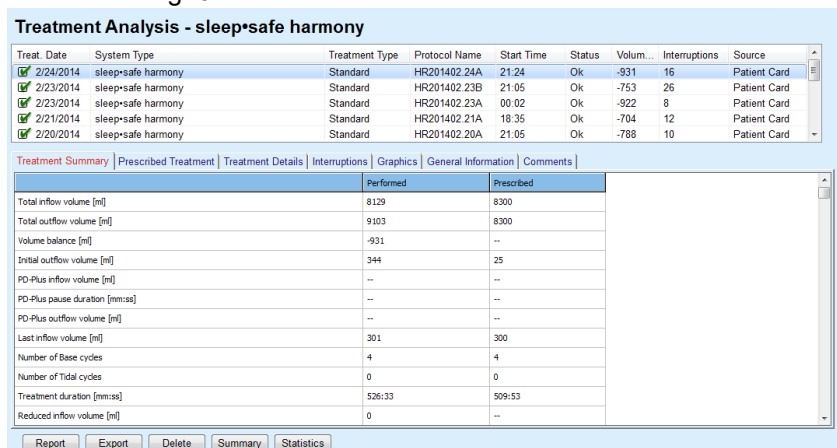 Treatment Analysis - sleep•safe harmony
Treat. Date System Type Treatment Type Protocol Name Start Time Status Volum... Interruptions Source
2/24/2014 sleep•safe harmony Standard HR201402.24A 21:24 Ok -931 16 Patient Card
2/23/2014 sleep•safe harmony Standard HR201402.23B 21:05 Ok -753 26 Patient Card
2/23/2014 sleep•safe harmony Standard HR201402.23A 00:02 Ok -922 8 Patient Card
2/21/2014 sleep•safe harmony Standard HR201402.21A 18:35 Ok -704 12 Patient Card
2/20/2014 sleep•safe harmony Standard HR201402.20A 21:05 Ok -788 10 Patient Card
Treatment Summary Prescribed Treatment Treatment Details Interruptions Graphics General Information Comments
Performed Prescribed
Total inflow volume [ml] 8129 8300
Total outflow volume [ml] 9103 8300
Volume balance [ml] -931 --
Initial outflow volume [ml] 344 25
PD-Plus inflow volume [ml] -- --
PD-Plus pause duration [mm:ss] -- --
PD-Plus outflow volume [ml] -- --
Last inflow volume [ml] 301 300
Number of Base cycles 4 4
Number of Tidal cycles 0 0
Treatment duration [mm:ss] 526:33 509:53
Reduced inflow volume [ml] 0 --
Report Export Delete Summary Statistics